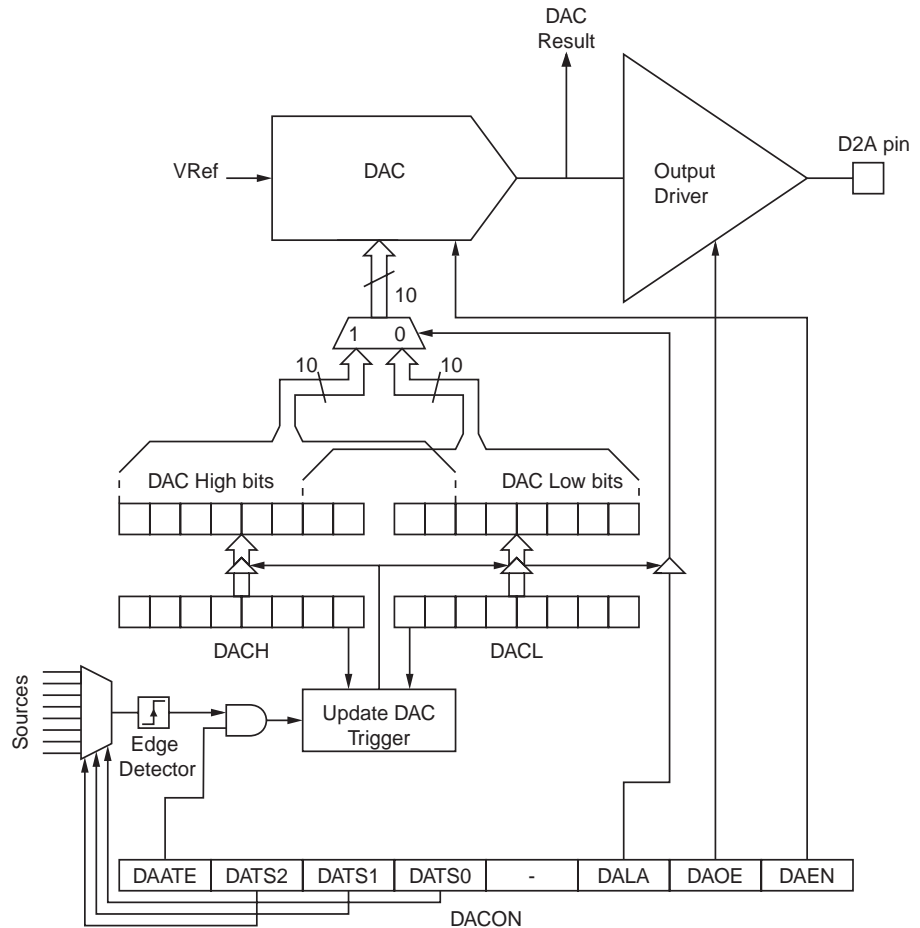 DAC
Result
D2A pin
VRef
DAC
Output
Driver
10
1 0
10 10
DAC High bits DAC Low bits
DACH DACL
Sources
Update DAC
Trigger
Edge
Detector
DAATE DATS2 DATS1 DATS0 - DALA DAOE DAEN
DACON